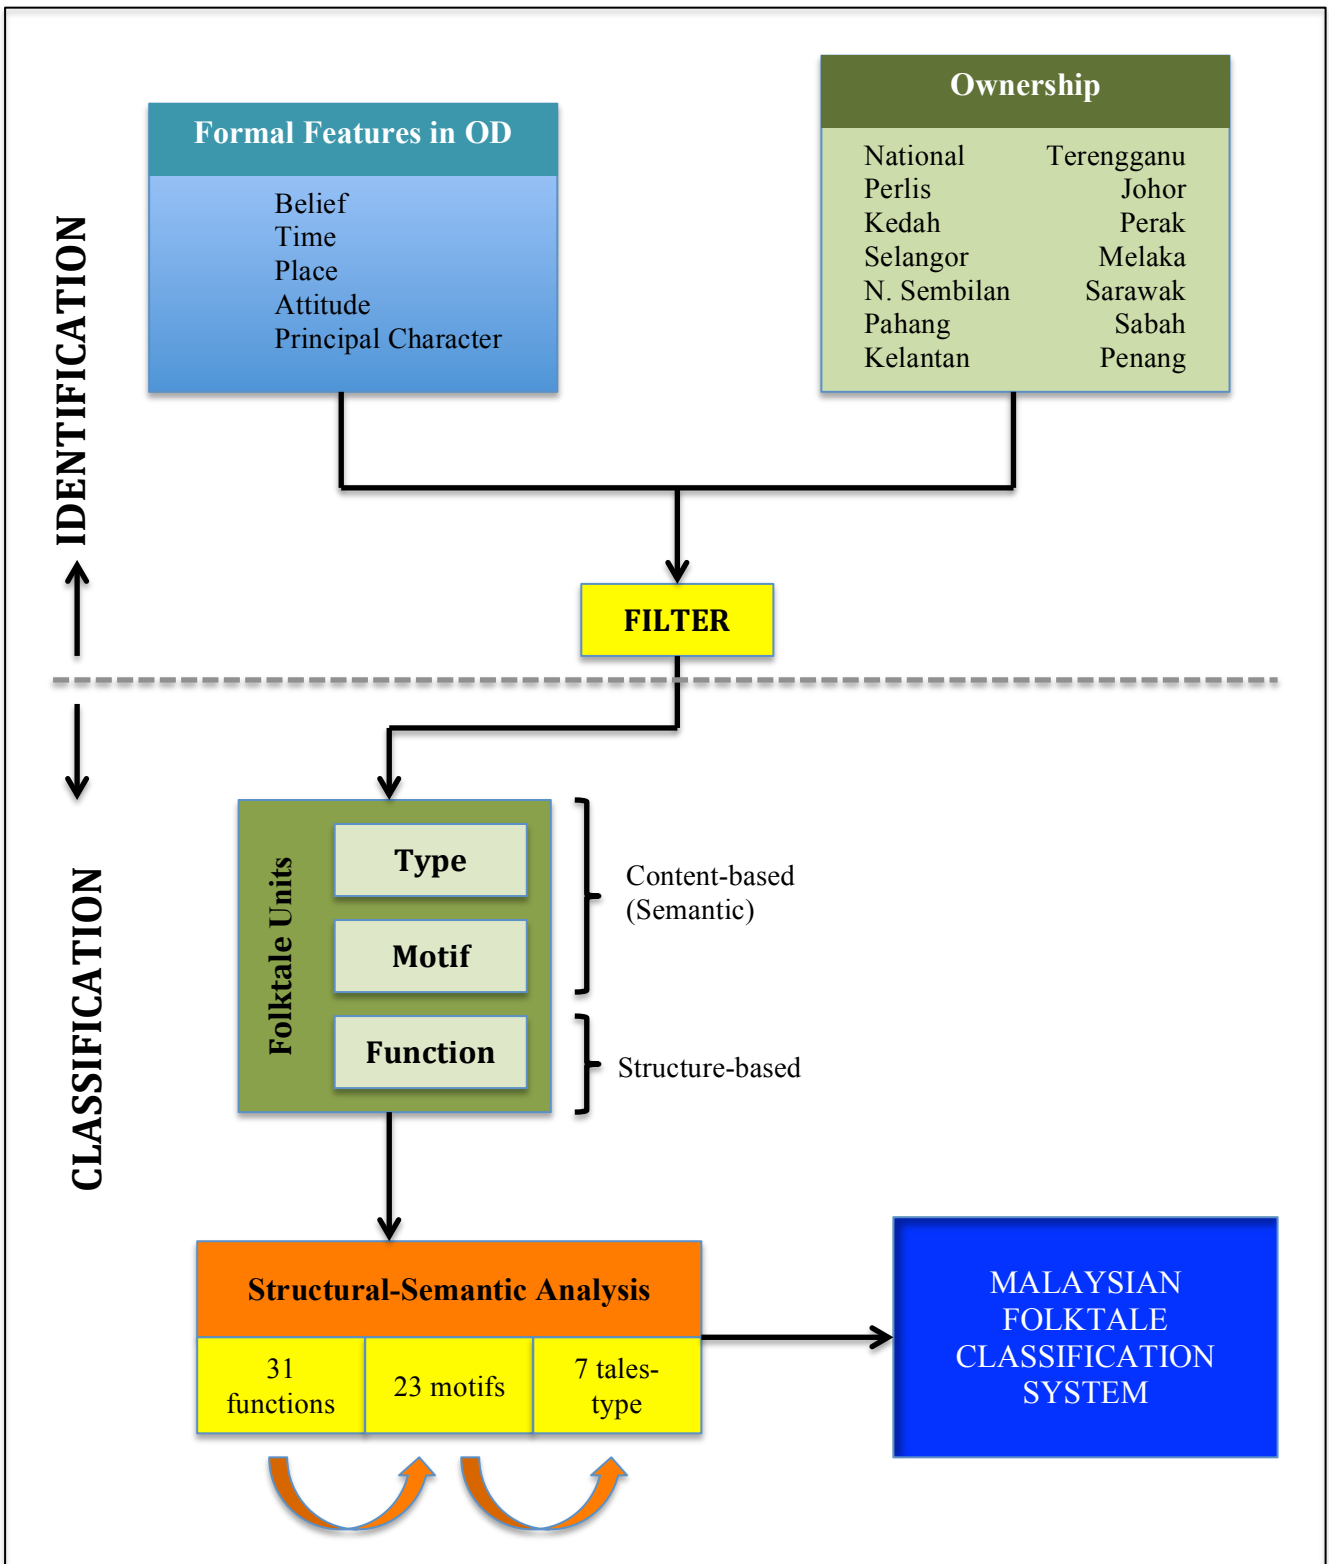 IDENTIFICATION
Formal Features in OD
Belief
Time
Place
Attitude
Principal Character
Ownership
National Terengganu
Perlis Johor
Kedah Perak
Selangor Melaka
N. Sembilan Sarawak
Pahang Sabah
Kelantan Penang
FILTER
CLASSIFICATION
Folktale Units
Type
Motif
Function
Content-based
(Semantic)
Structure-based
Structural-Semantic Analysis
31
functions
23 motifs
7 tales-
type
MALAYSIAN
FOLKTALE
CLASSIFICATION
SYSTEM